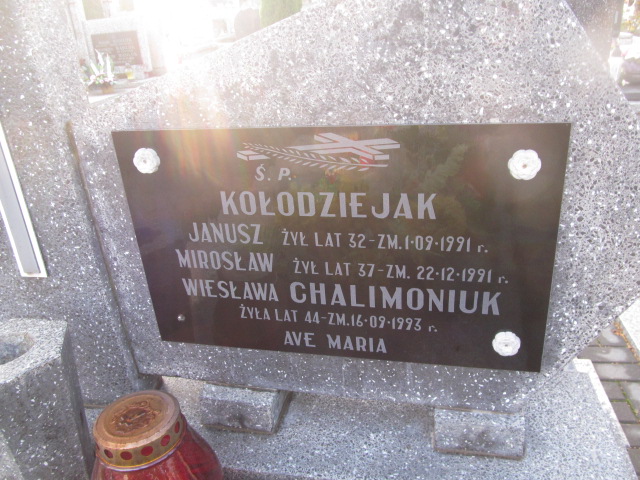 Ś. P.
KOŁODZIEJAK
JANUSZ ŻYŁ LAT 32-ZM.1·09·1991 r.
MIROSŁAW ŻYŁ LAT 37-ZM. 22·12·1991 r.
WIESŁAWA CHALIMONIUK
ŻYŁA LAT 44-ZM.16·09·1993 r.
AVE MARIA